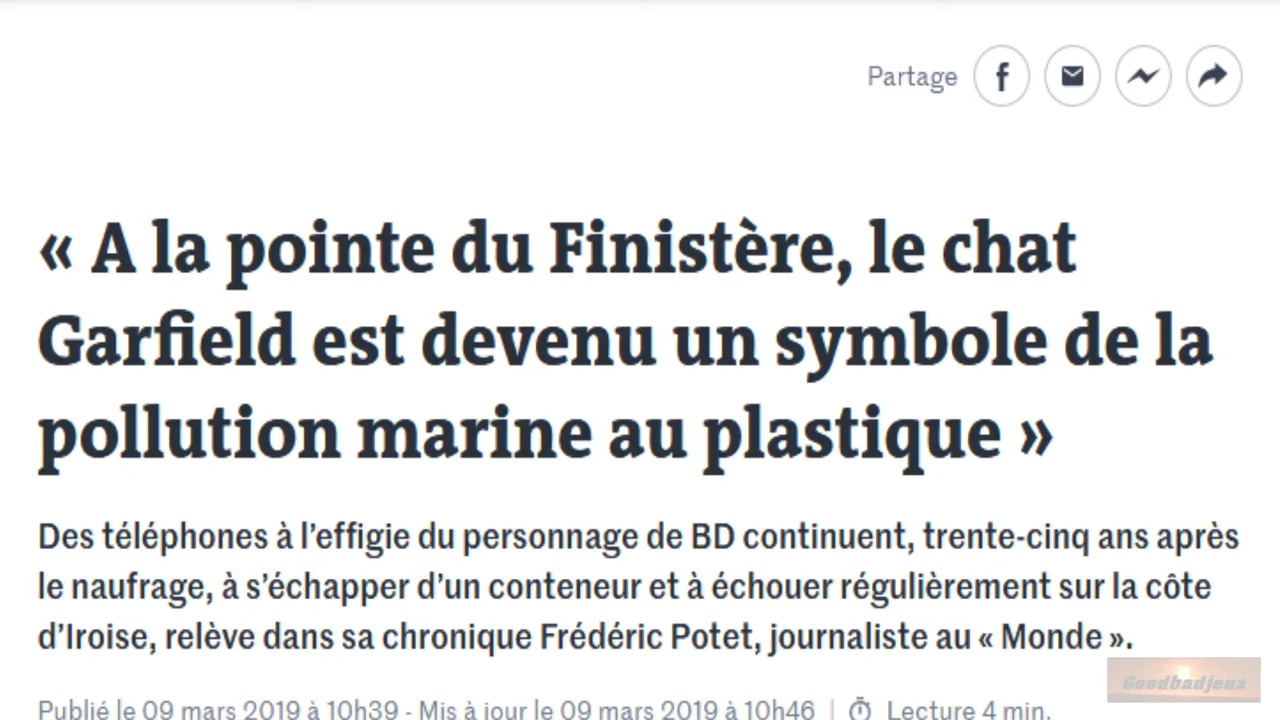 Partage
« A la pointe du Finistère, le chat
Garfield est devenu un symbole de la
pollution marine au plastique »
Des téléphones à l’effigie du personnage de BD continuent, trente-cinq ans après
le naufrage, à s’échapper d’un conteneur et à échouer régulièrement sur la côte
d’Iroise, relève dans sa chronique Frédéric Potet, journaliste au « Monde ».
Goodbadjeux
Publié le 09 mars 2019 à 10h39 - Mis à jour le 09 mars 2019 à 10h46 | Lecture 4 min.